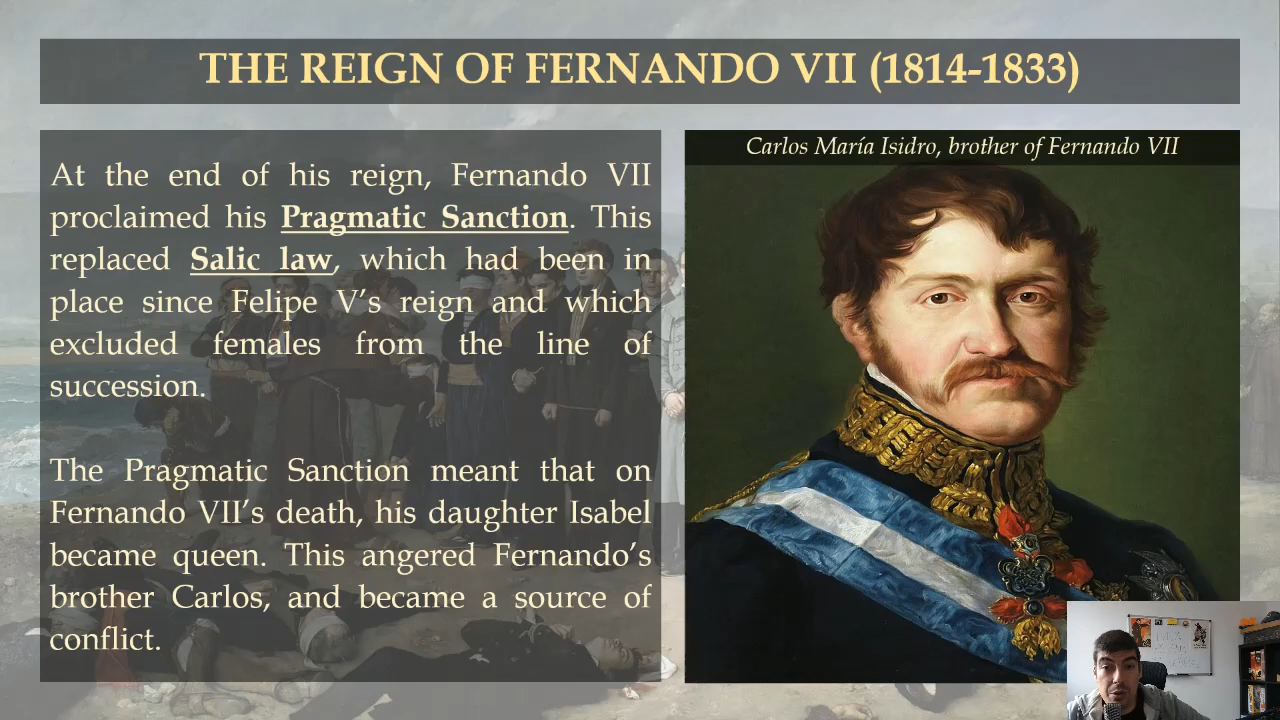 THE REIGN OF FERNANDO VII (1814-1833)
At the end of his reign, Fernando VII
proclaimed his Pragmatic Sanction. This
replaced Salic law, which had been in
place since Felipe V’s reign and which
excluded females from the line of
succession.
The Pragmatic Sanction meant that on
Fernando VII’s death, his daughter Isabel
became queen. This angered Fernando’s
brother Carlos, and became a source of
conflict.
Carlos María Isidro, brother of Fernando VII